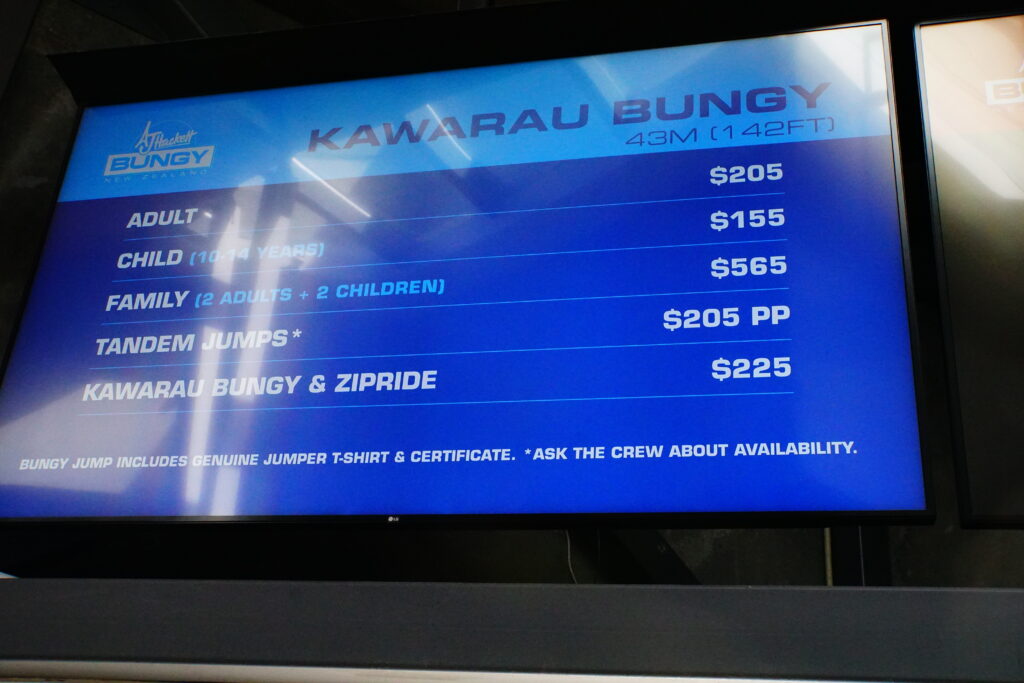 AJ Hackett
BUNGY
NEW ZEALAND
KAWARAU BUNGY
43M (142FT)
ADULT $205
CHILD (10-14 YEARS) $155
FAMILY (2 ADULTS + 2 CHILDREN) $565
TANDEM JUMPS* $205 PP
KAWARAU BUNGY & ZIPRIDE $225
BUNGY JUMP INCLUDES GENUINE JUMPER T-SHIRT & CERTIFICATE. *ASK THE CREW ABOUT AVAILABILITY.
LG